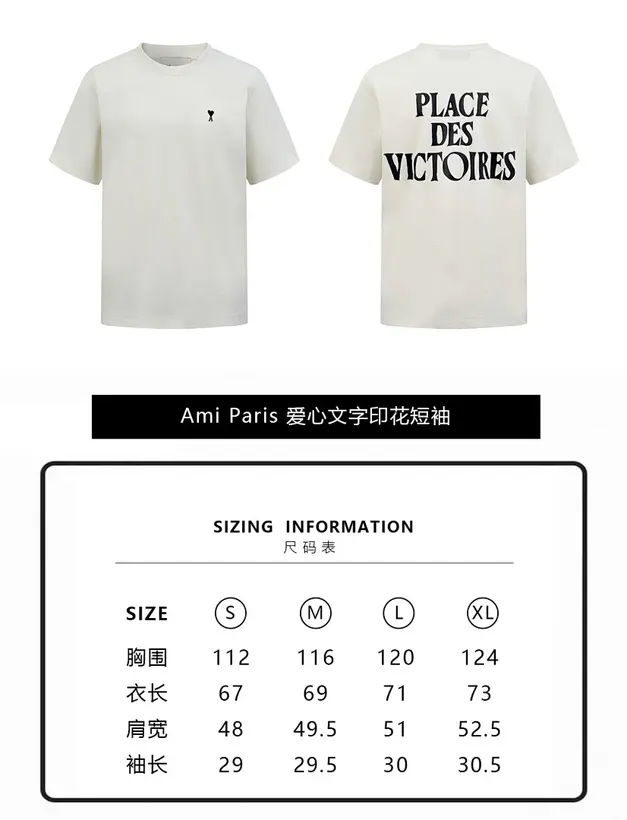 PLACE
DES
VICTOIRES
Ami Paris 爱心文字印花短袖
SIZING INFORMATION
尺码表
SIZE S M L XL
胸围 112 116 120 124
衣长 67 69 71 73
肩宽 48 49.5 51 52.5
袖长 29 29.5 30 30.5